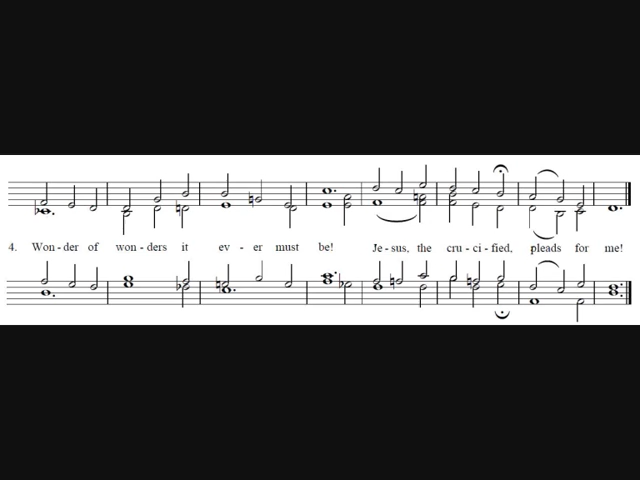 4. Won - der of won - ders it ev - er must be! Je - sus, the cru - ci - fied, pleads for me!